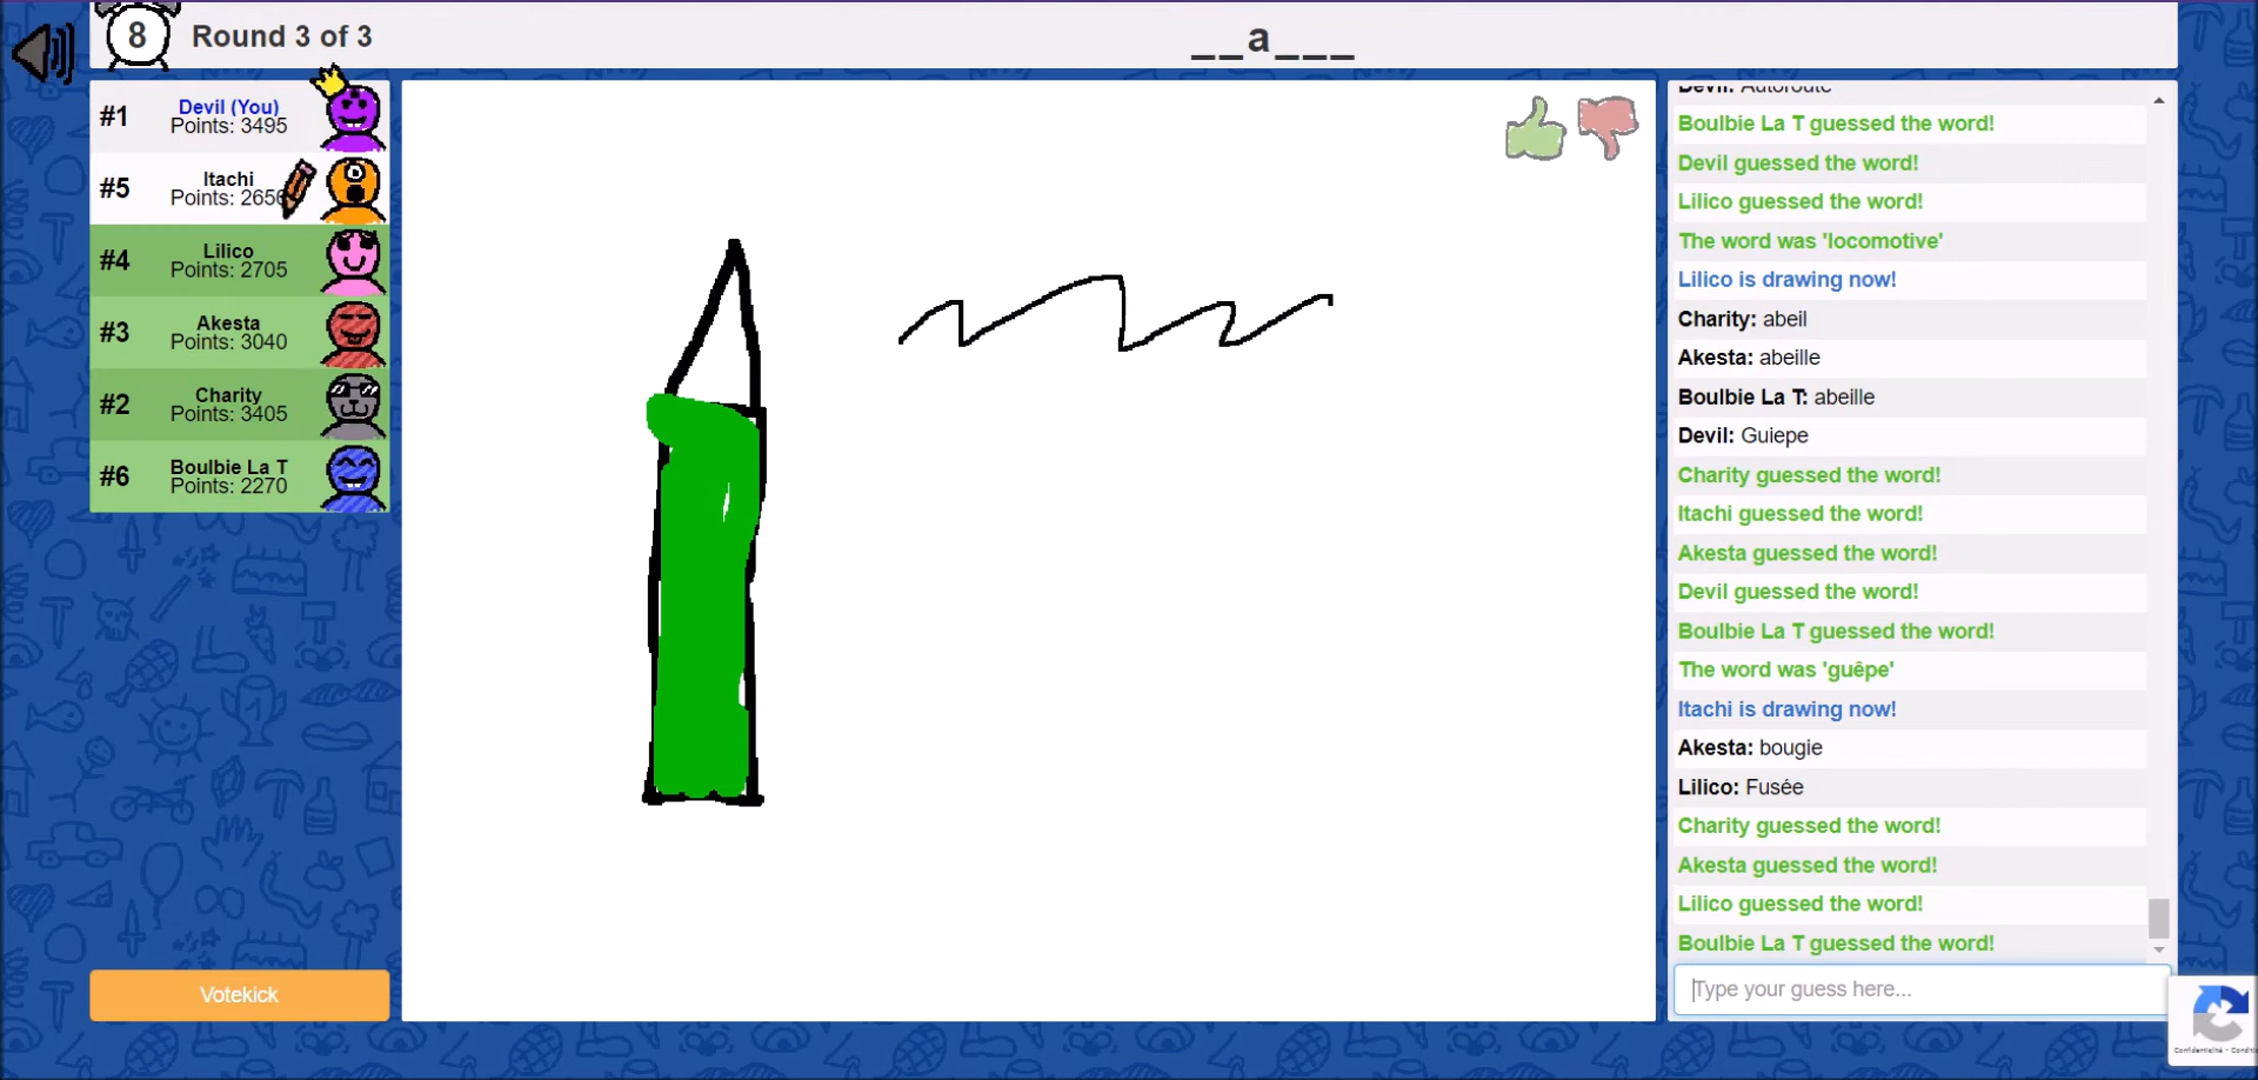 8
Round 3 of 3
__a___
#1
Devil (You)
Points: 3495
#5
Itachi
Points: 2656
#4
Lilico
Points: 2705
#3
Akesta
Points: 3040
#2
Charity
Points: 3405
#6
Boulbie La T
Points: 2270
Votekick
Devil: Autoroute
Boulbie La T guessed the word!
Devil guessed the word!
Lilico guessed the word!
The word was 'locomotive'
Lilico is drawing now!
Charity: abeil
Akesta: abeille
Boulbie La T: abeille
Devil: Guiepe
Charity guessed the word!
Itachi guessed the word!
Akesta guessed the word!
Devil guessed the word!
Boulbie La T guessed the word!
The word was 'guêpe'
Itachi is drawing now!
Akesta: bougie
Lilico: Fusée
Charity guessed the word!
Akesta guessed the word!
Lilico guessed the word!
Boulbie La T guessed the word!
Type your guess here...
Confidentialité -